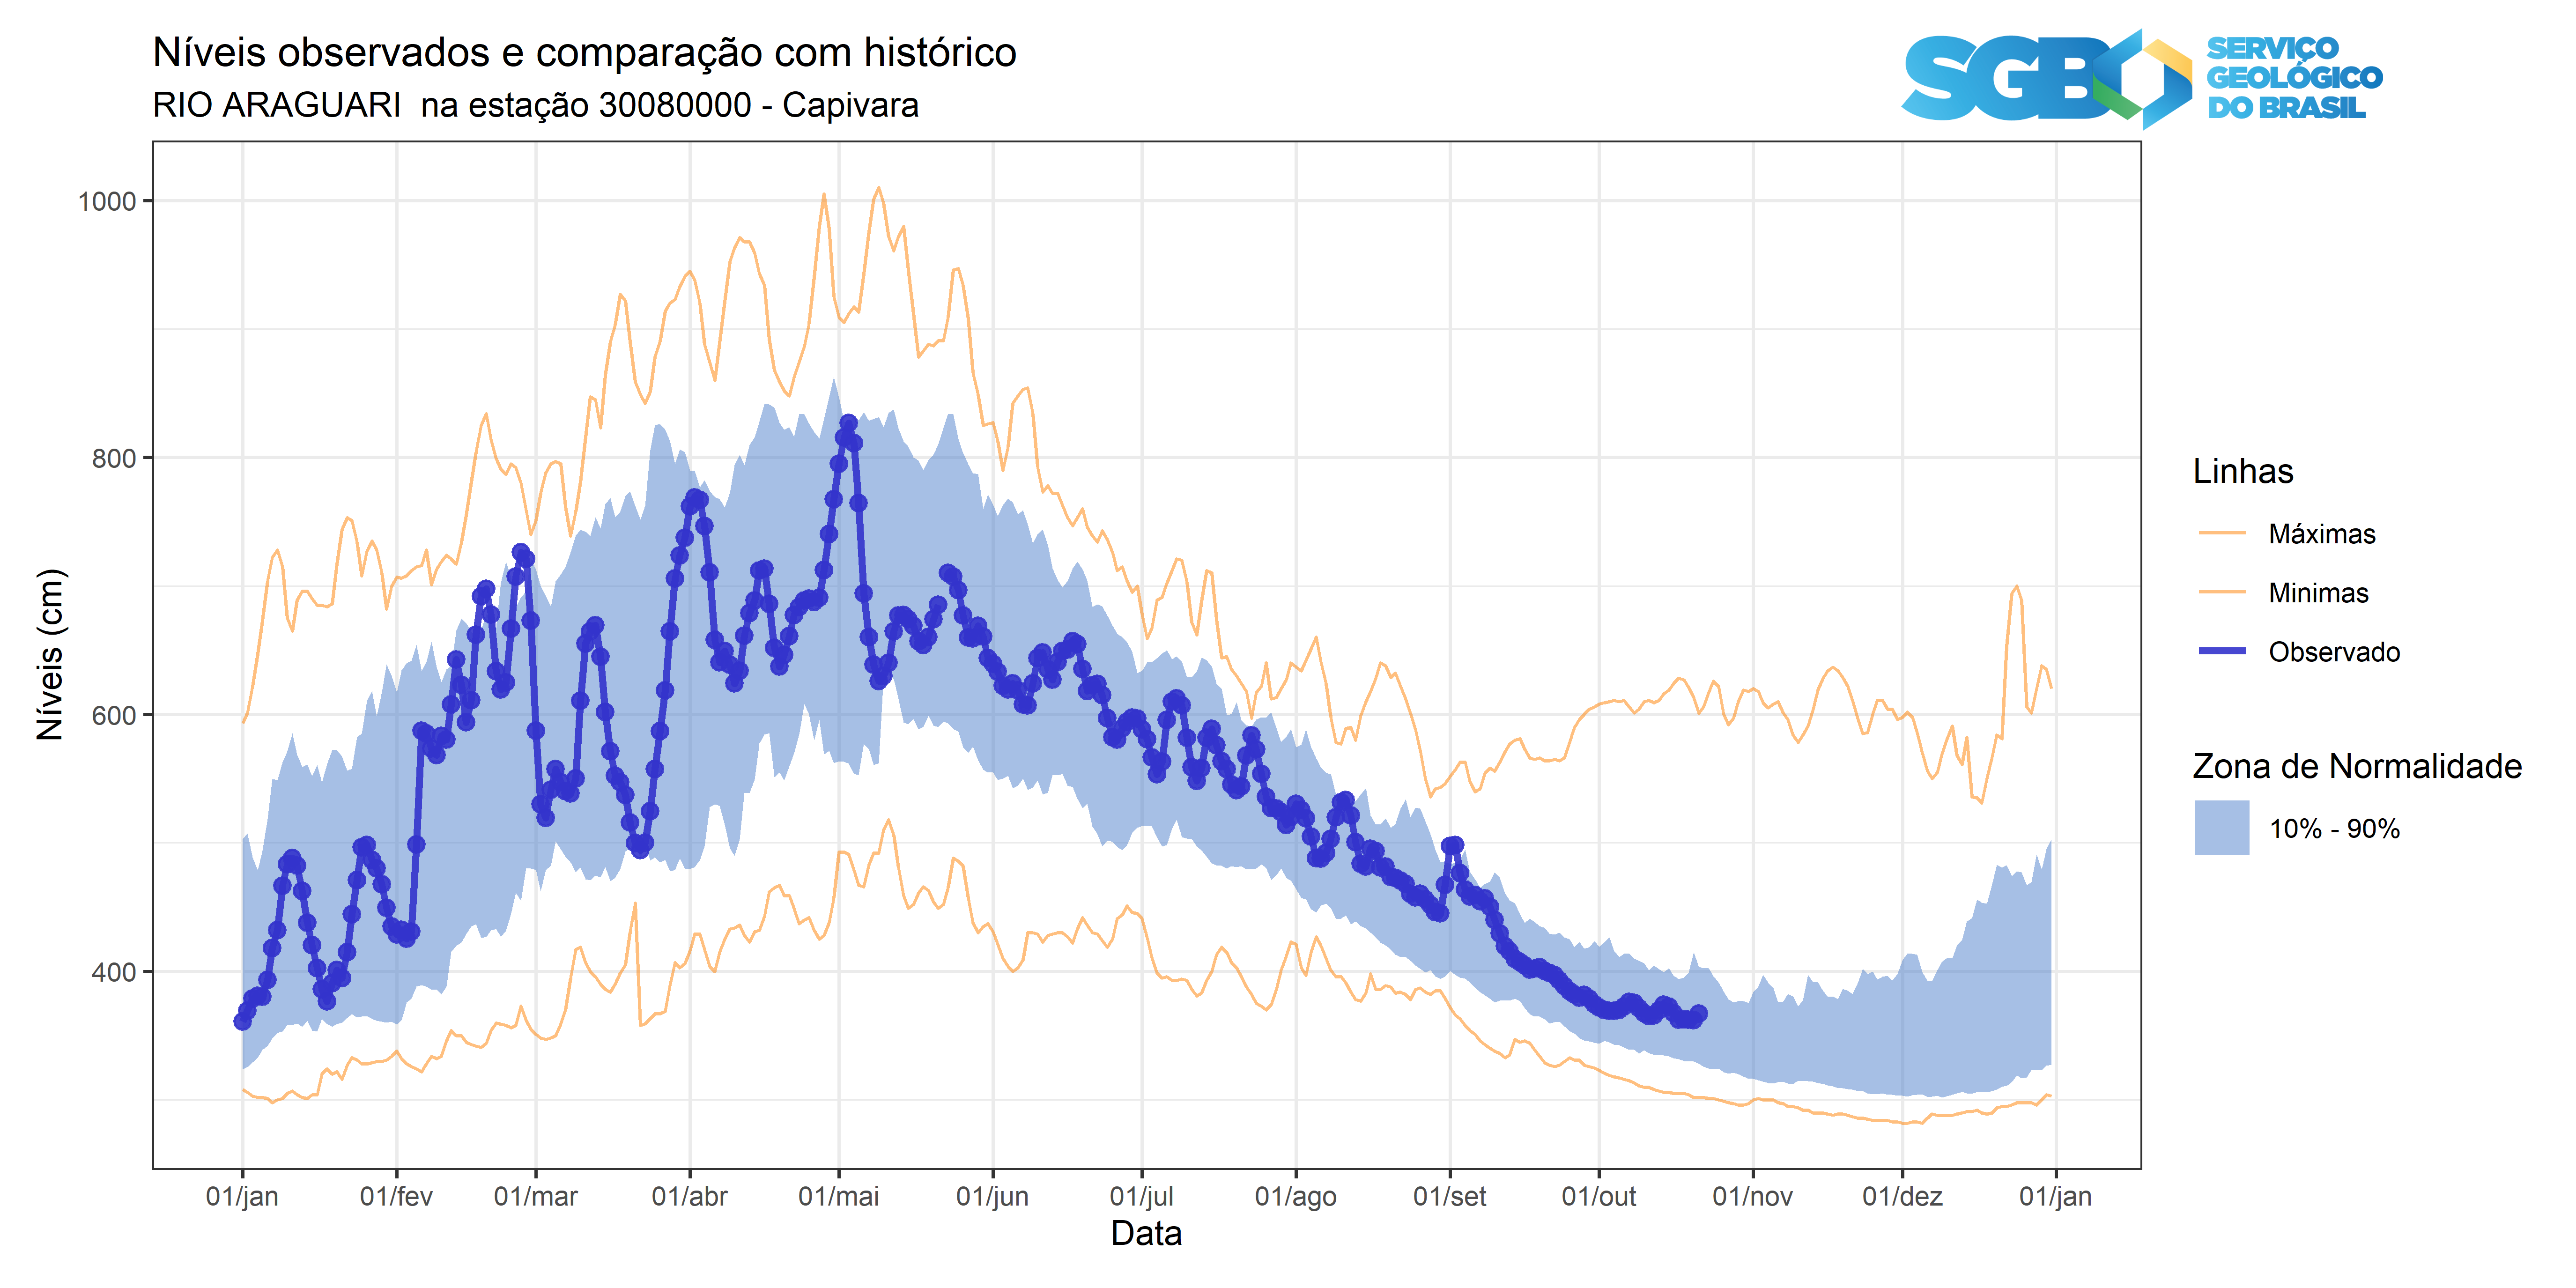 Níveis observados e comparação com histórico
RIO ARAGUARI  na estação 30080000 - Capivara
SGB
SERVIÇO
GEOLÓGICO
DO BRASIL
Níveis (cm)
1000
800
600
400
01/jan
01/fev
01/mar
01/abr
01/mai
01/jun
01/jul
01/ago
01/set
01/out
01/nov
01/dez
01/jan
Data
Linhas
Máximas
Minimas
Observado
Zona de Normalidade
10% - 90%